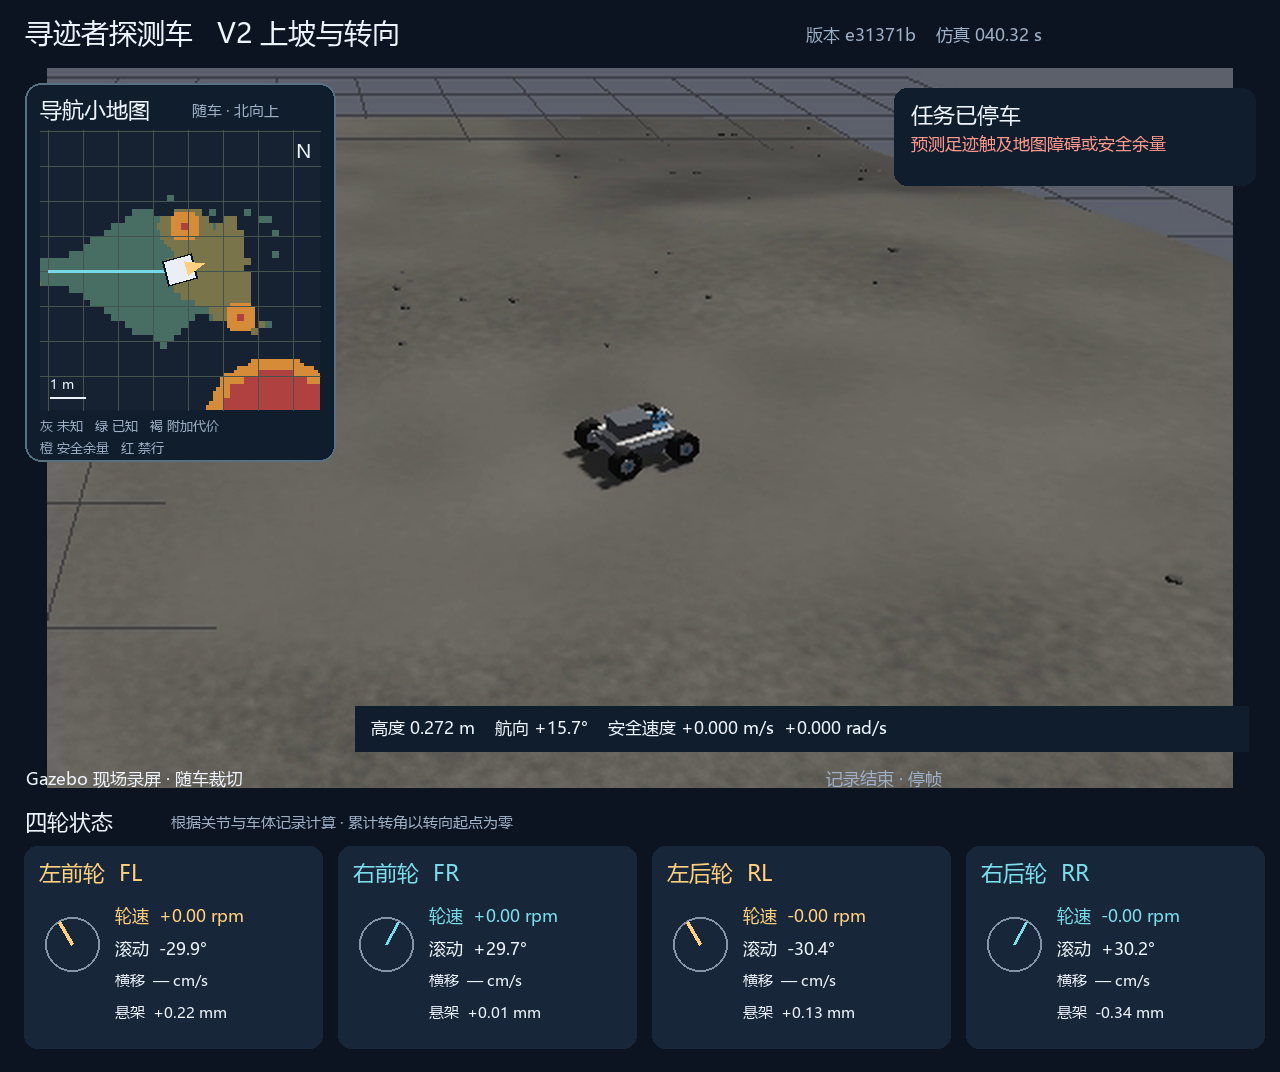 寻迹者探测车 V2 上坡与转向
版本 e31371b 仿真 040.32 s
导航小地图 随车 · 北向上
N
1 m
灰 未知 绿 已知 褐 附加代价
橙 安全余量 红 禁行
任务已停车
预测足迹触及地图障碍或安全余量
高度 0.272 m 航向 +15.7° 安全速度 +0.000 m/s +0.000 rad/s
Gazebo 现场录屏 · 随车裁切
记录结束 · 停帧
四轮状态 根据关节与车体记录计算 · 累计转角以转向起点为零
左前轮 FL
轮速 +0.00 rpm
滚动 -29.9°
横移 — cm/s
悬架 +0.22 mm
右前轮 FR
轮速 +0.00 rpm
滚动 +29.7°
横移 — cm/s
悬架 +0.01 mm
左后轮 RL
轮速 -0.00 rpm
滚动 -30.4°
横移 — cm/s
悬架 +0.13 mm
右后轮 RR
轮速 -0.00 rpm
滚动 +30.2°
横移 — cm/s
悬架 -0.34 mm